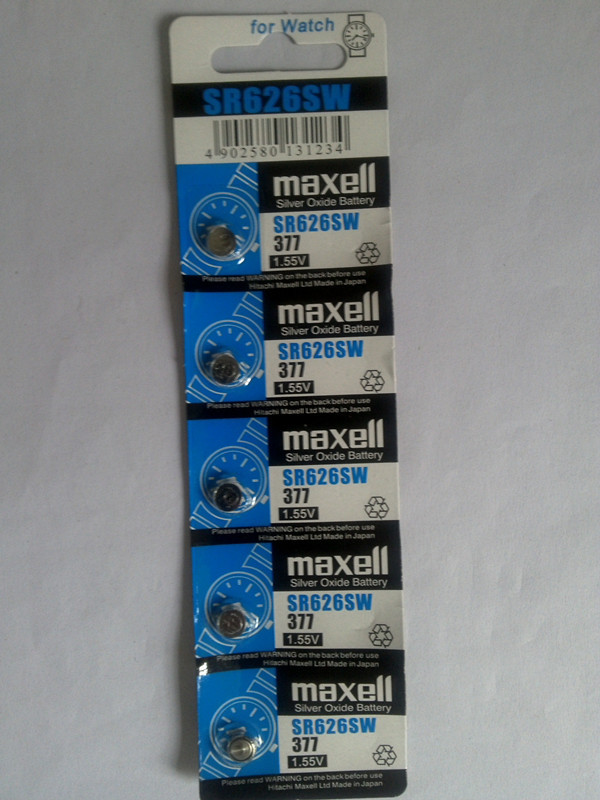 for Watch
SR626SW
4 902580 131234
maxell
Silver Oxide Battery
SR626SW
377
1.55V
Please read WARNING on the back before use
Hitachi Maxell Ltd Made in Japan
maxell
Silver Oxide Battery
SR626SW
377
1.55V
Please read WARNING on the back before use
Hitachi Maxell Ltd Made in Japan
maxell
Silver Oxide Battery
SR626SW
377
1.55V
Please read WARNING on the back before use
Hitachi Maxell Ltd Made in Japan
maxell
Silver Oxide Battery
SR626SW
377
1.55V
Please read WARNING on the back before use
Hitachi Maxell Ltd Made in Japan
maxell
Silver Oxide Battery
SR626SW
377
1.55V
Please read WARNING on the back before use
Hitachi Maxell Ltd Made in Japan